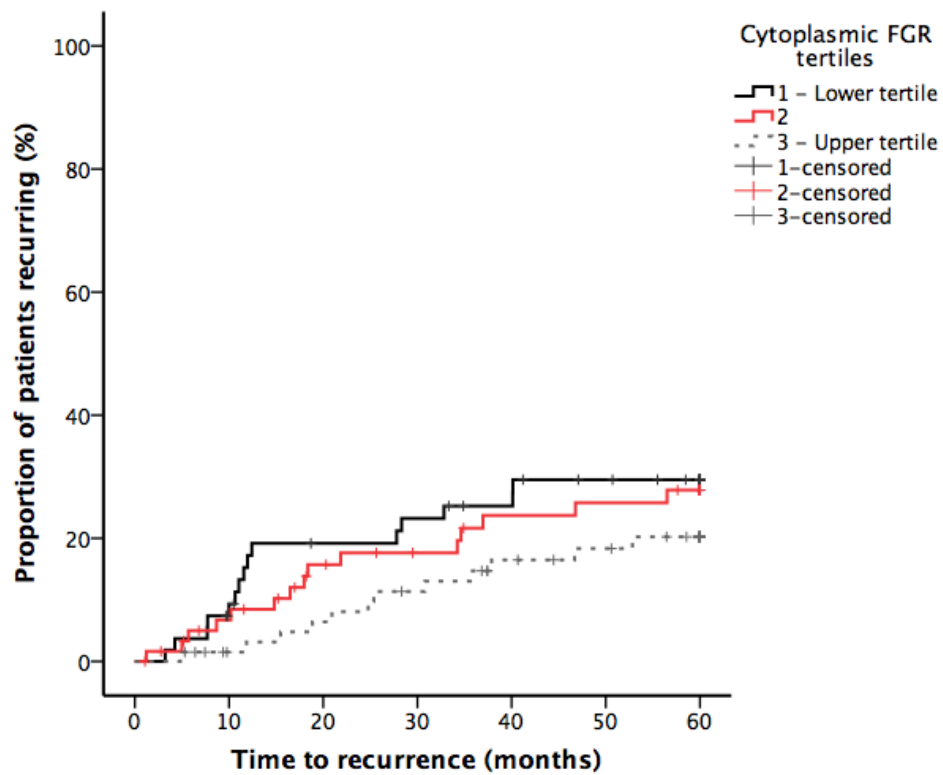 Cytoplasmic FGR
tertiles
1 – Lower tertile
2
3 – Upper tertile
1–censored
2–censored
3–censored
Proportion of patients recurring (%)
100
80
60
40
20
0
0 10 20 30 40 50 60
Time to recurrence (months)